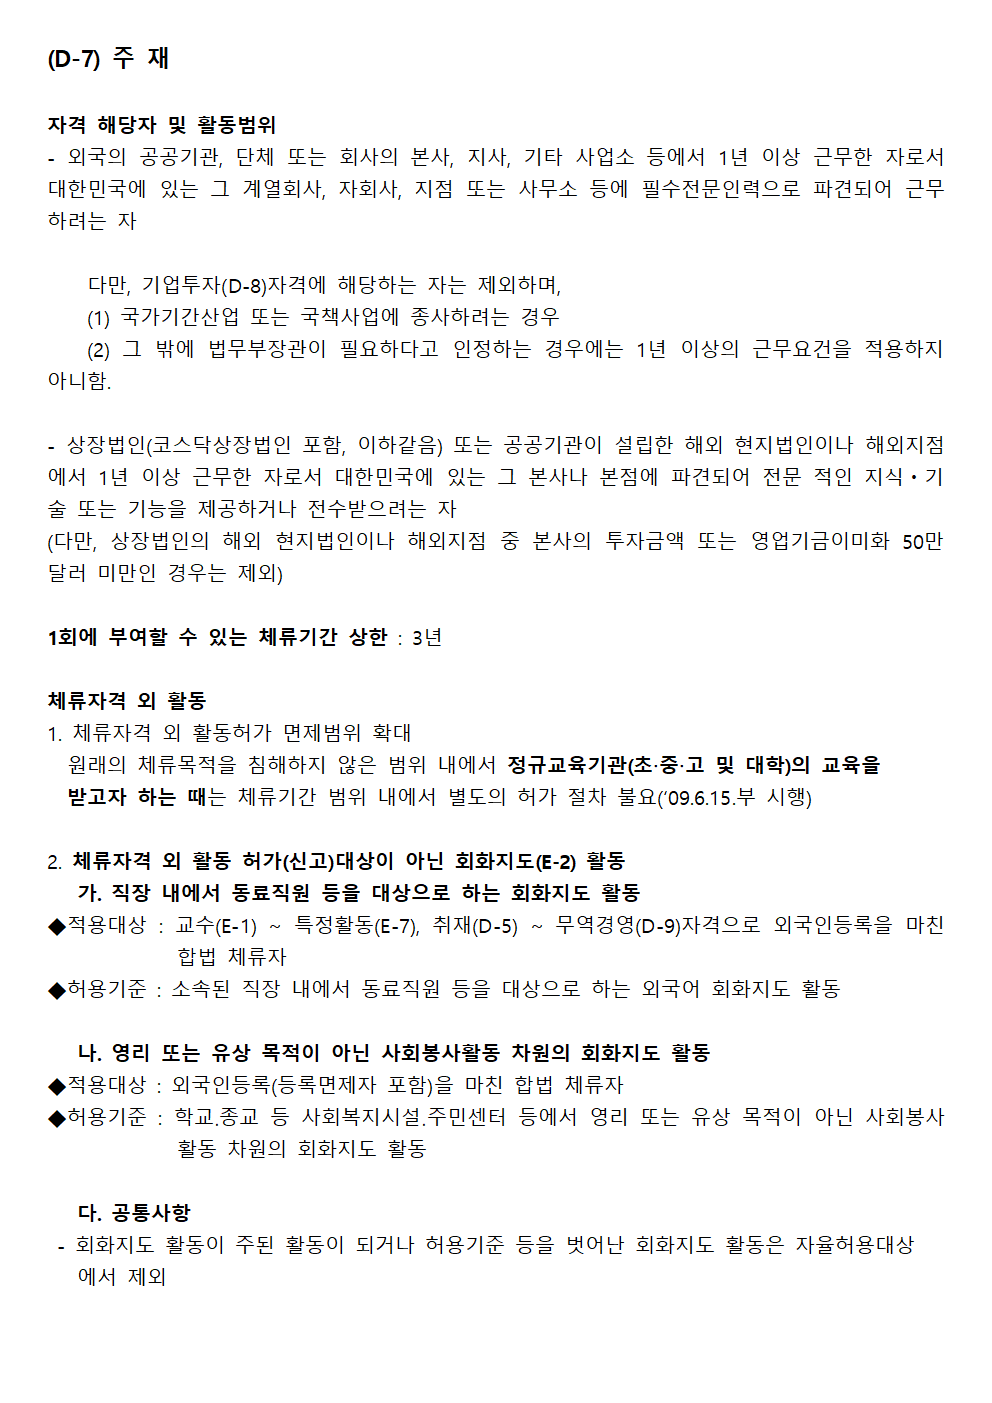 (D-7) 주 재
자격 해당자 및 활동범위
- 외국의 공공기관, 단체 또는 회사의 본사, 지사, 기타 사업소 등에서 1년 이상 근무한 자로서
대한민국에 있는 그 계열회사, 자회사, 지점 또는 사무소 등에 필수전문인력으로 파견되어 근무
하려는 자
다만, 기업투자(D-8)자격에 해당하는 자는 제외하며,
(1) 국가기간산업 또는 국책사업에 종사하려는 경우
(2) 그 밖에 법무부장관이 필요하다고 인정하는 경우에는 1년 이상의 근무요건을 적용하지
아니함.
- 상장법인(코스닥상장법인 포함, 이하같음) 또는 공공기관이 설립한 해외 현지법인이나 해외지점
에서 1년 이상 근무한 자로서 대한민국에 있는 그 본사나 본점에 파견되어 전문 적인 지식・기
술 또는 기능을 제공하거나 전수받으려는 자
(다만, 상장법인의 해외 현지법인이나 해외지점 중 본사의 투자금액 또는 영업기금이미화 50만
달러 미만인 경우는 제외)
1회에 부여할 수 있는 체류기간 상한 : 3년
체류자격 외 활동
1. 체류자격 외 활동허가 면제범위 확대
원래의 체류목적을 침해하지 않은 범위 내에서 정규교육기관(초·중·고 및 대학)의 교육을
받고자 하는 때는 체류기간 범위 내에서 별도의 허가 절차 불요(‘09.6.15.부 시행)
2. 체류자격 외 활동 허가(신고)대상이 아닌 회화지도(E-2) 활동
가. 직장 내에서 동료직원 등을 대상으로 하는 회화지도 활동
◆적용대상 : 교수(E-1) ~ 특정활동(E-7), 취재(D-5) ~ 무역경영(D-9)자격으로 외국인등록을 마친
합법 체류자
◆허용기준 : 소속된 직장 내에서 동료직원 등을 대상으로 하는 외국어 회화지도 활동
나. 영리 또는 유상 목적이 아닌 사회봉사활동 차원의 회화지도 활동
◆적용대상 : 외국인등록(등록면제자 포함)을 마친 합법 체류자
◆허용기준 : 학교.종교 등 사회복지시설.주민센터 등에서 영리 또는 유상 목적이 아닌 사회봉사
활동 차원의 회화지도 활동
다. 공통사항
- 회화지도 활동이 주된 활동이 되거나 허용기준 등을 벗어난 회화지도 활동은 자율허용대상
에서 제외